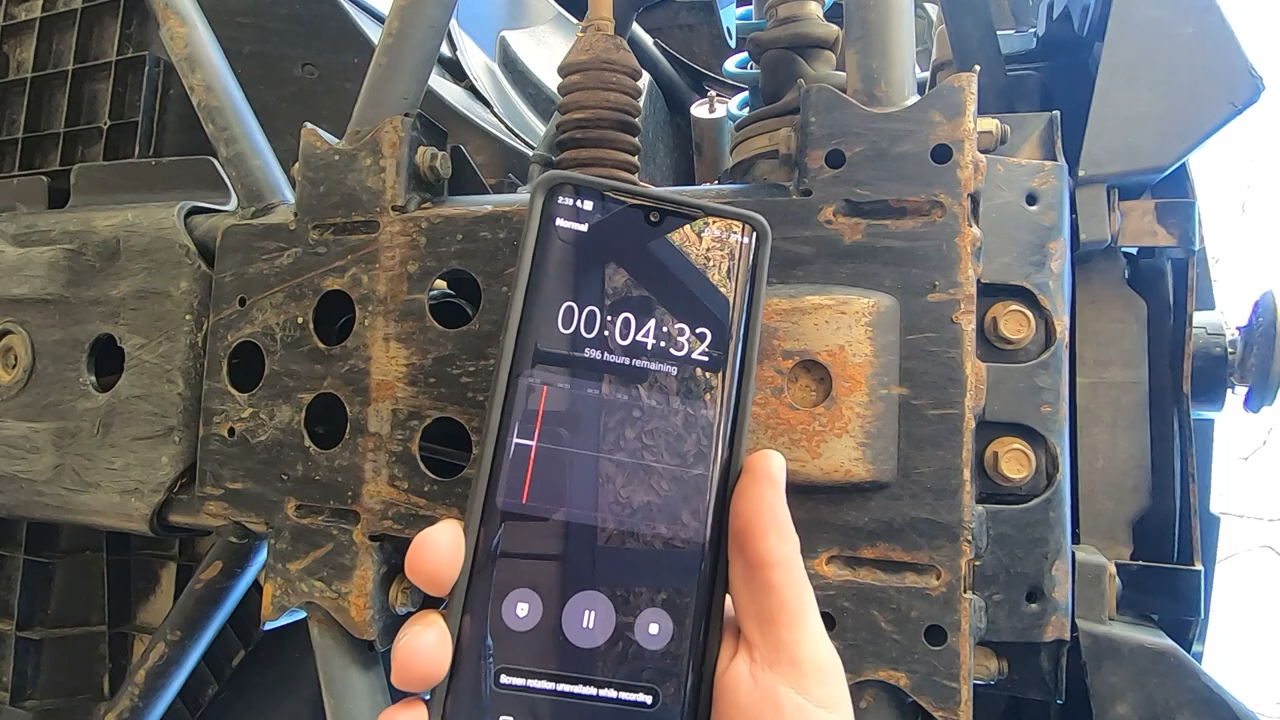 2:39
Normal
00:04:32
596 hours remaining
Screen rotation unavailable while recording